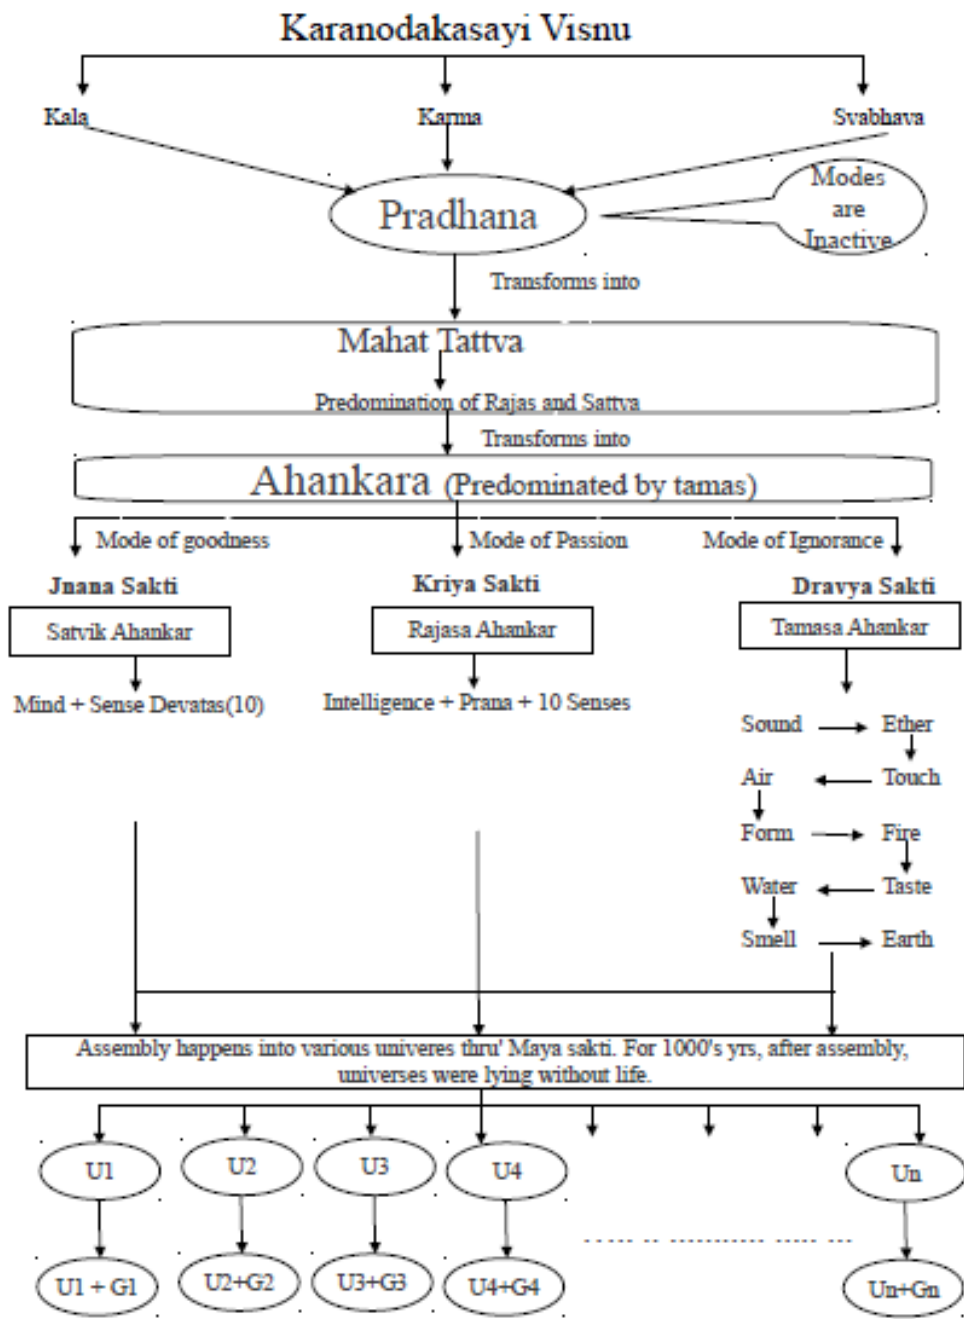 Karanodakasayi Visnu
Kala
Karma
Svabhava
Pradhana
Modes
are
Inactive
Transforms into
Mahat Tattva
Predomination of Rajas and Sattva
Transforms into
Ahankara (Predominated by tamas)
Mode of goodness
Mode of Passion
Mode of Ignorance
Jnana Sakti
Kriya Sakti
Dravya Sakti
Satvik Ahankar
Rajasa Ahankar
Tamasa Ahankar
Mind + Sense Devatas(10)
Intelligence + Prana + 10 Senses
Sound
Ether
Air
Touch
Form
Fire
Water
Taste
Smell
Earth
Assembly happens into various univeres thru' Maya sakti. For 1000's yrs, after assembly,
universes were lying without life.
U1
U2
U3
U4
Un
U1 + G1
U2+G2
U3+G3
U4+G4
Un+Gn